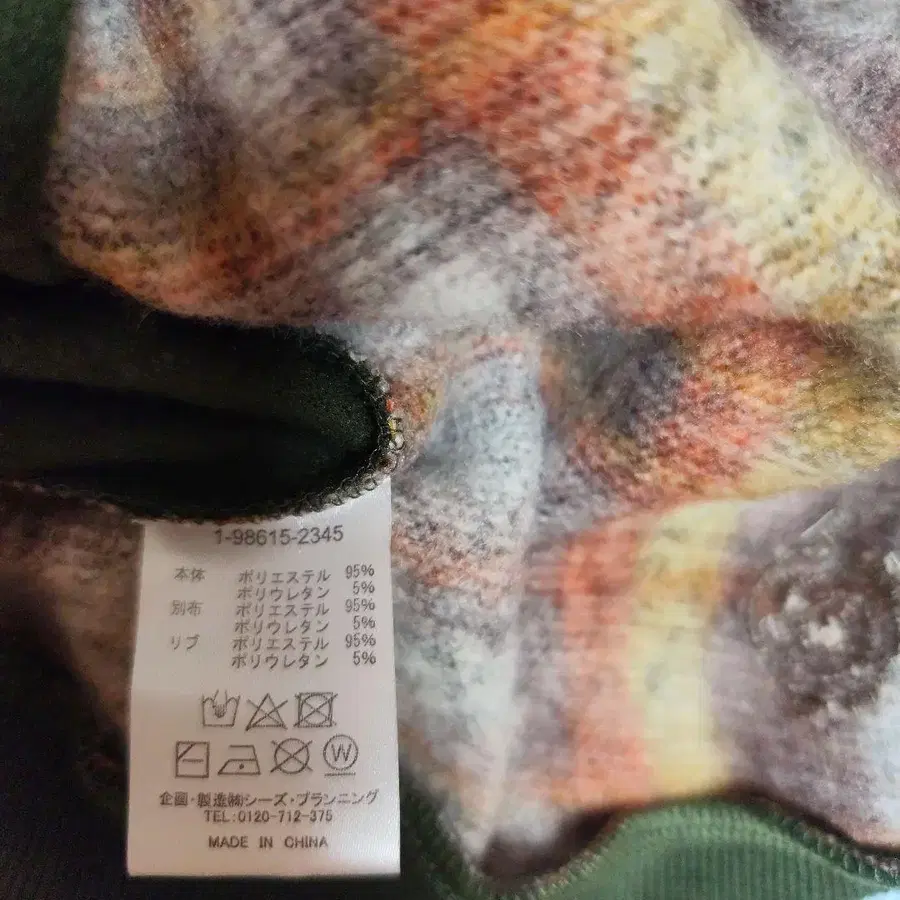 1-98615-2345
本体 ポリエステル 95%
ポリウレタン 5%
別布 ポリエステル 95%
ポリウレタン 5%
リブ ポリエステル 95%
ポリウレタン 5%
W
企画・製造㈱シーズ・プランニング
TEL:0120-712-375
MADE IN CHINA